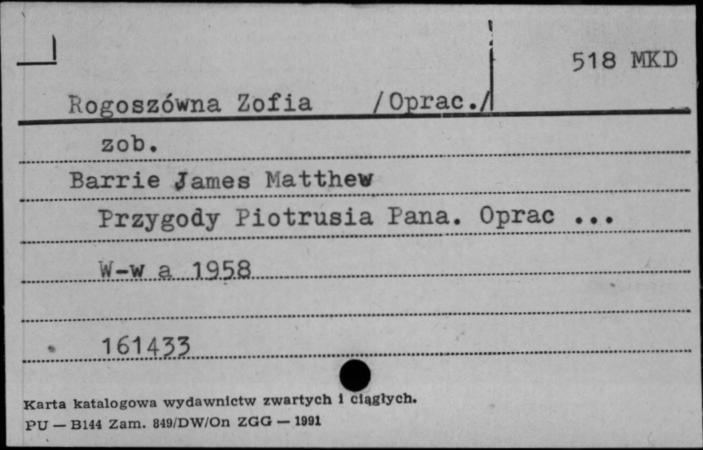 518 MKD
Rogoszówna Zofia /Oprac./
zob.
Barrie James Matthew
Przygody Piotrusia Pana. Oprac ...
W-w a 1958
161433
Karta katalogowa wydawnictw zwartych i ciągłych.
PU — B144 Zam. 849/DW/On ZGG — 1991